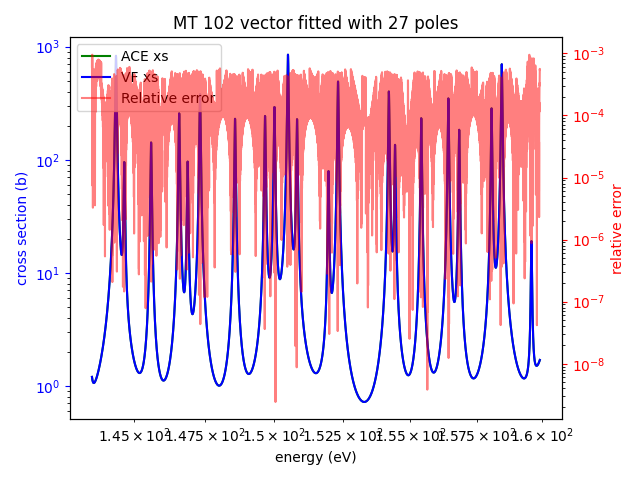 MT 102 vector fitted with 27 poles
ACE xs
VF xs
Relative error
10³
10²
10¹
10⁰
cross section (b)
10⁻³
10⁻⁴
10⁻⁵
10⁻⁶
10⁻⁷
10⁻⁸
relative error
1.45 × 10² 1.475 × 10² 1.5 × 10² 1.525 × 10² 1.55 × 10² 1.575 × 10² 1.6 × 10²
energy (eV)